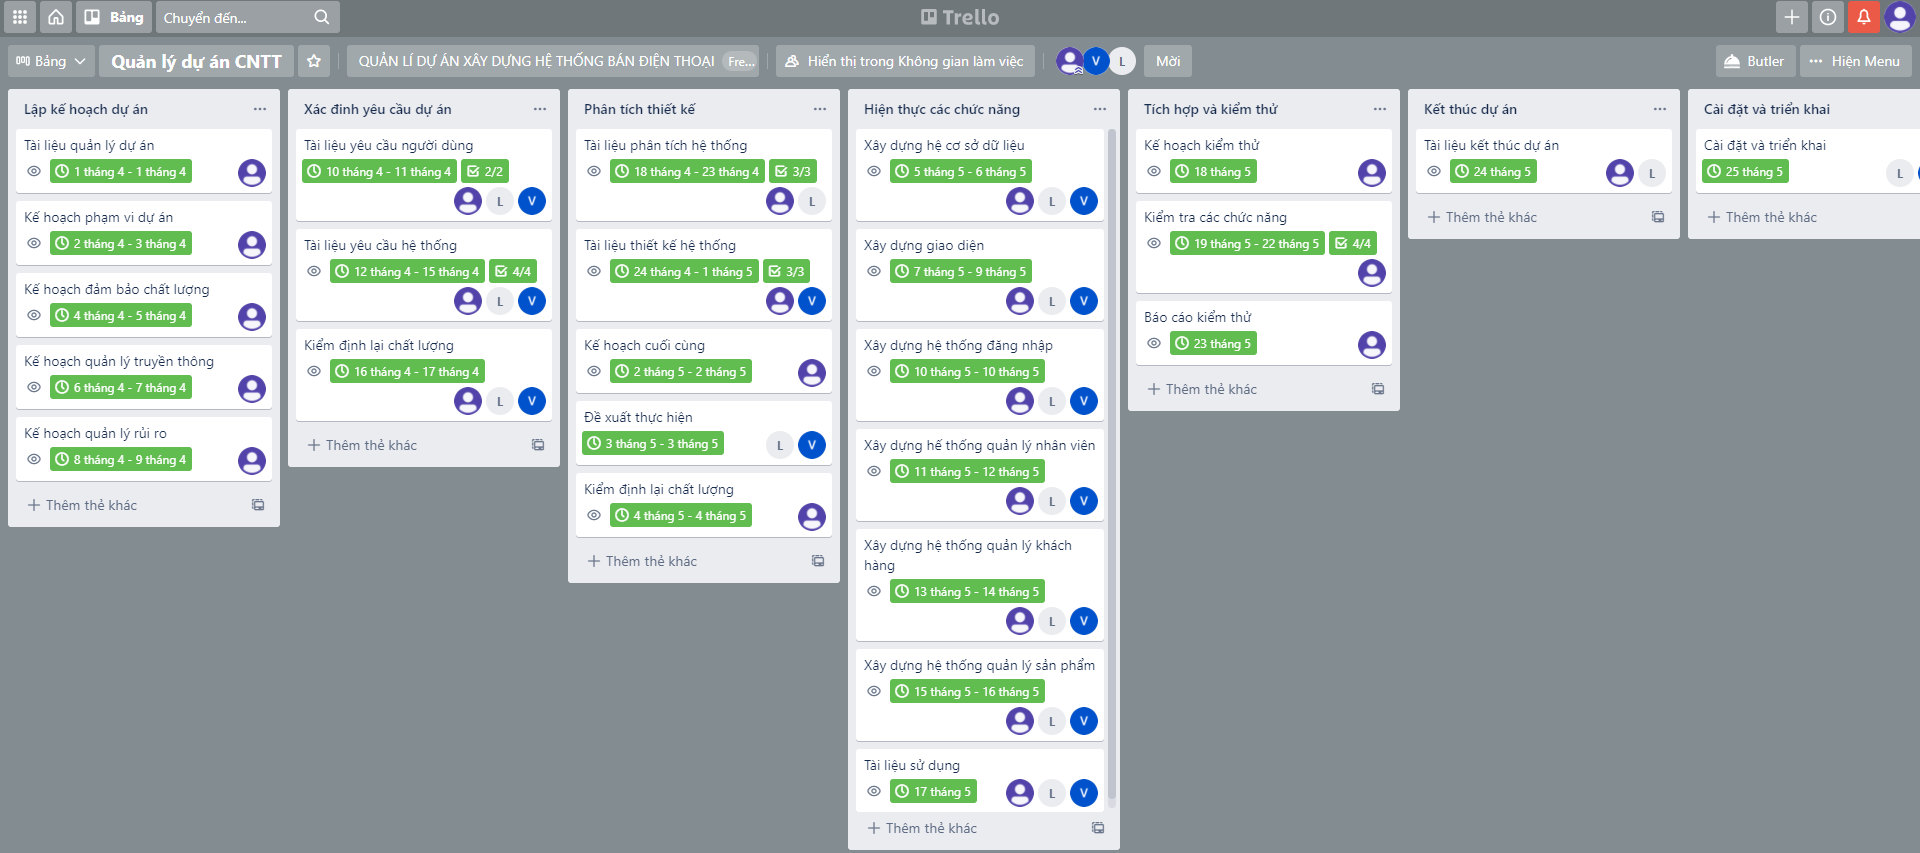 Bảng
Chuyển đến...
Trello
Bảng
Quản lý dự án CNTT
QUẢN LÍ DỰ ÁN XÂY DỰNG HỆ THỐNG BÁN ĐIỆN THOẠI
Fre...
Hiển thị trong Không gian làm việc
V
L
Mời
Butler
Hiện Menu
Lập kế hoạch dự án
Tài liệu quản lý dự án
1 tháng 4 - 1 tháng 4
Kế hoạch phạm vi dự án
2 tháng 4 - 3 tháng 4
Kế hoạch đảm bảo chất lượng
4 tháng 4 - 5 tháng 4
Kế hoạch quản lý truyền thông
6 tháng 4 - 7 tháng 4
Kế hoạch quản lý rủi ro
8 tháng 4 - 9 tháng 4
Thêm thẻ khác
Xác đinh yêu cầu dự án
Tài liệu yêu cầu người dùng
10 tháng 4 - 11 tháng 4
2/2
L
V
Tài liệu yêu cầu hệ thống
12 tháng 4 - 15 tháng 4
4/4
L
V
Kiểm định lại chất lượng
16 tháng 4 - 17 tháng 4
L
V
Thêm thẻ khác
Phân tích thiết kế
Tài liệu phân tích hệ thống
18 tháng 4 - 23 tháng 4
3/3
L
Tài liệu thiết kế hệ thống
24 tháng 4 - 1 tháng 5
3/3
V
Kế hoạch cuối cùng
2 tháng 5 - 2 tháng 5
Đề xuất thực hiện
3 tháng 5 - 3 tháng 5
L
V
Kiểm định lại chất lượng
4 tháng 5 - 4 tháng 5
Thêm thẻ khác
Hiện thực các chức năng
Xây dựng hệ cơ sở dữ liệu
5 tháng 5 - 6 tháng 5
L
V
Xây dựng giao diện
7 tháng 5 - 9 tháng 5
L
V
Xây dựng hệ thống đăng nhập
10 tháng 5 - 10 tháng 5
L
V
Xây dựng hế thống quản lý nhân viên
11 tháng 5 - 12 tháng 5
L
V
Xây dựng hệ thống quản lý khách
hàng
13 tháng 5 - 14 tháng 5
L
V
Xây dựng hệ thống quản lý sản phẩm
15 tháng 5 - 16 tháng 5
L
V
Tài liệu sử dụng
17 tháng 5
L
V
Thêm thẻ khác
Tích hợp và kiểm thử
Kế hoạch kiểm thử
18 tháng 5
Kiểm tra các chức năng
19 tháng 5 - 22 tháng 5
4/4
Báo cáo kiểm thử
23 tháng 5
Thêm thẻ khác
Kết thúc dự án
Tài liệu kết thúc dự án
24 tháng 5
L
Thêm thẻ khác
Cài đặt và triển khai
Cài đặt và triển khai
25 tháng 5
L
Thêm thẻ khác